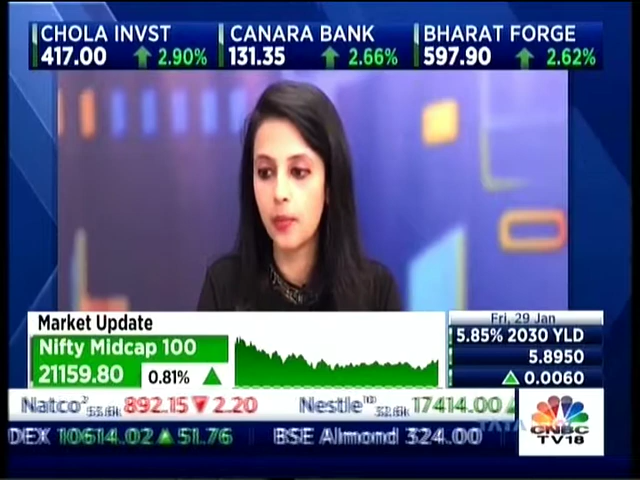 CHOLA INVST
417.00 2.90%
CANARA BANK
131.35 2.66%
BHARAT FORGE
597.90 2.62%
Market Update
Nifty Midcap 100
21159.80 0.81%
Fri, 29 Jan
5.85% 2030 YLD
5.8950
0.0060
Natco 892.15 2.20 Nestle 17414.00
DEX 10614.02 51.76 BSE Almond 324.00
CNBC
TV18